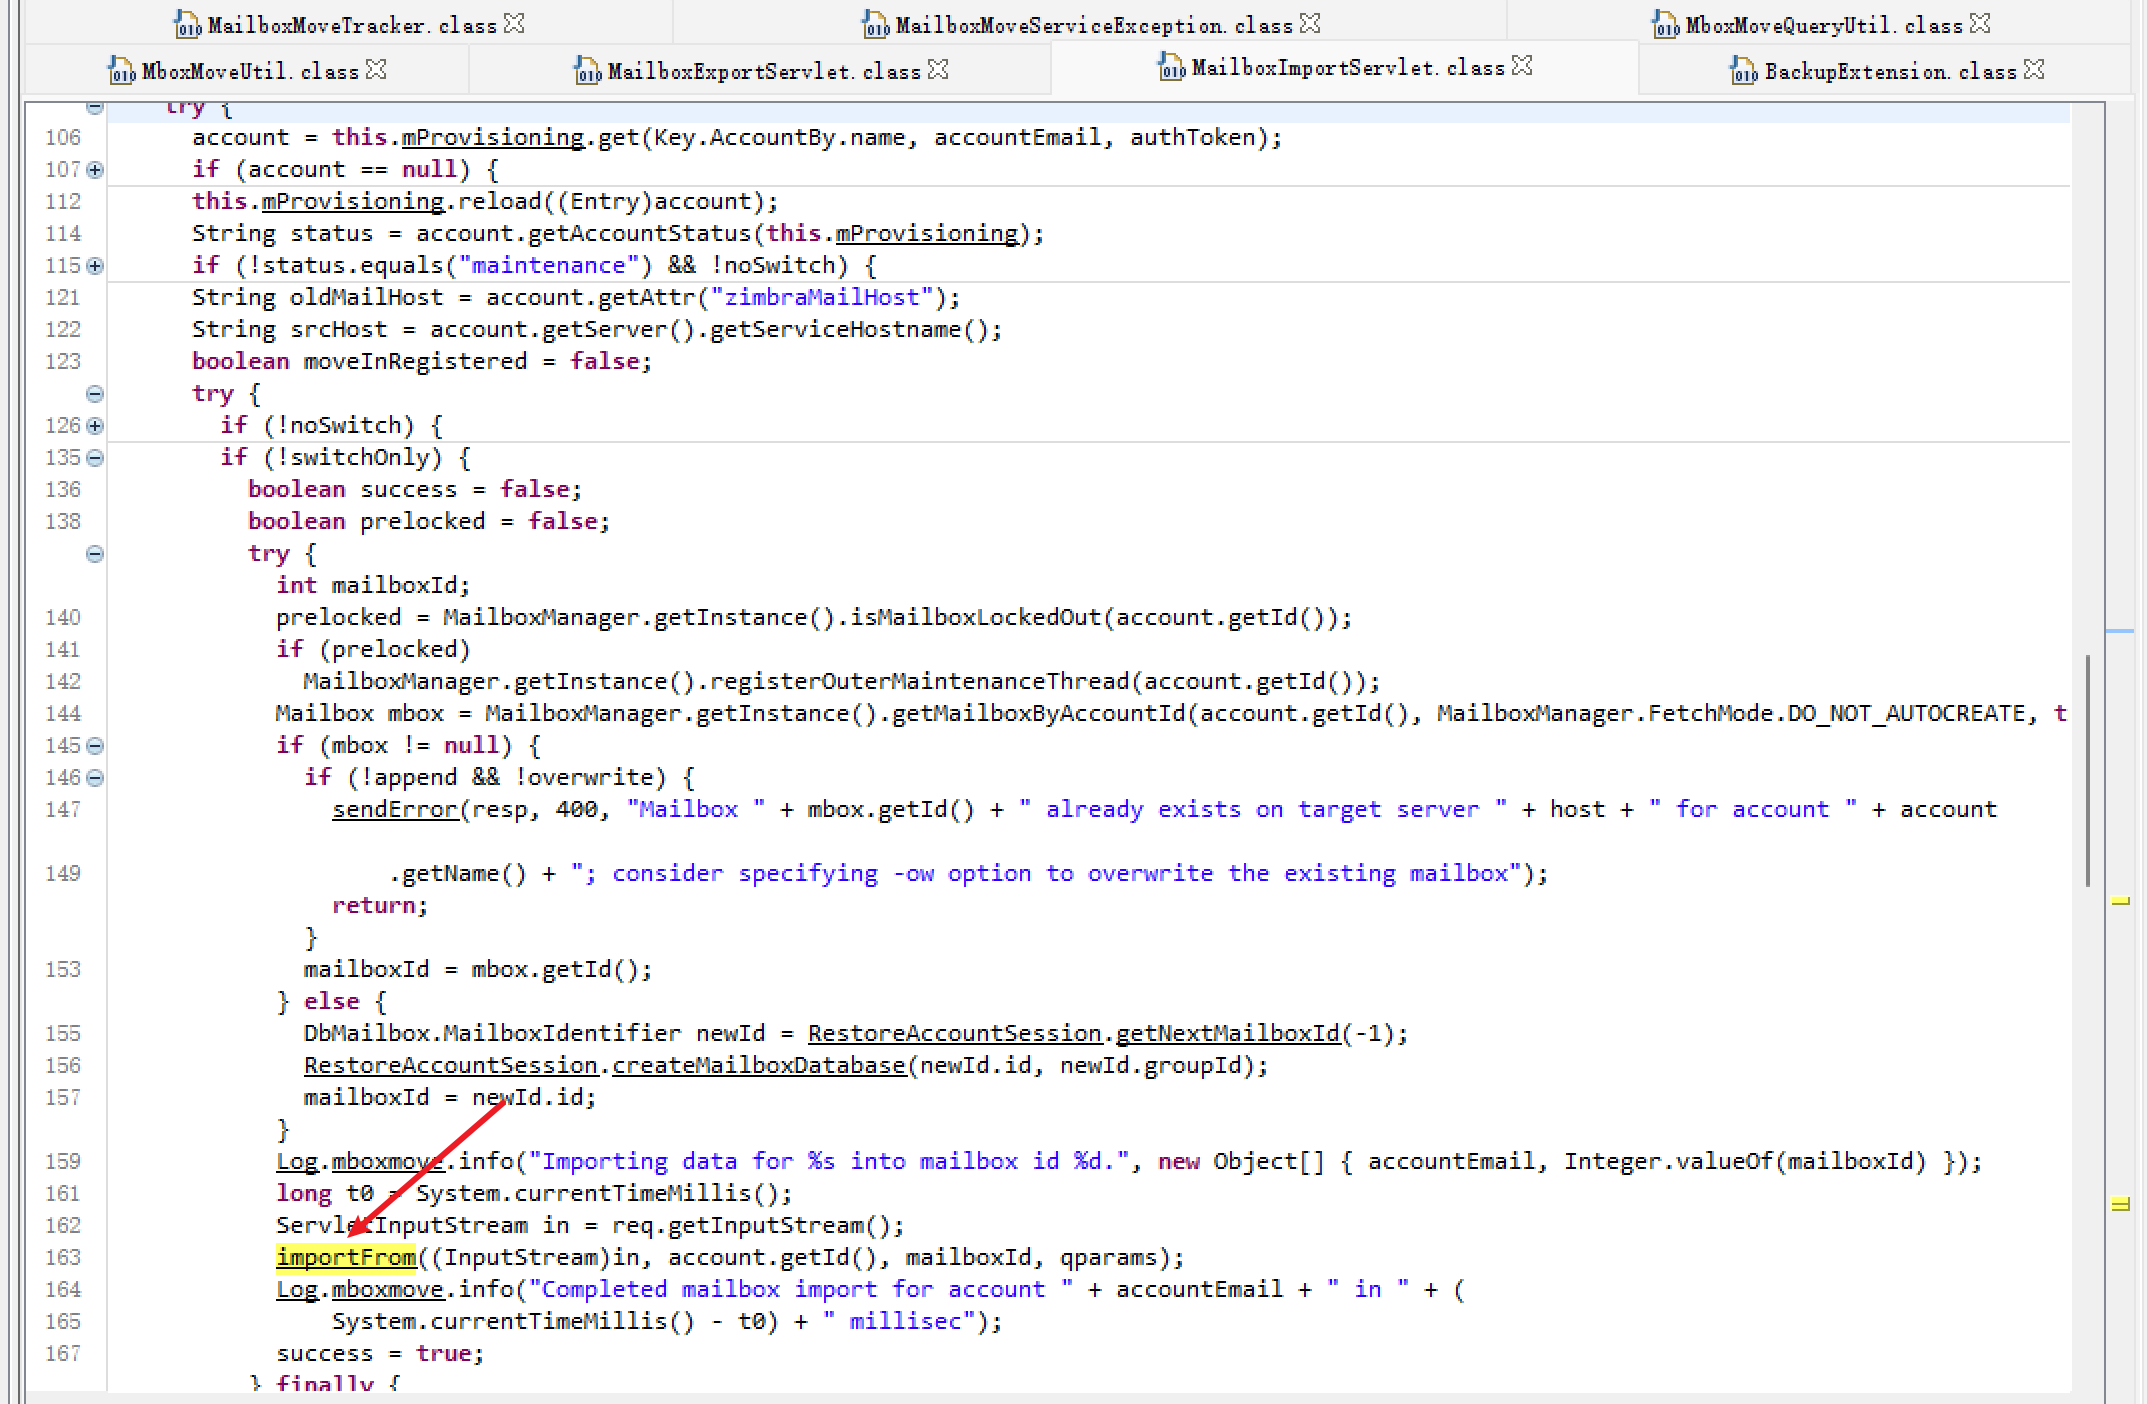 MailboxMoveTracker.class
MailboxMoveServiceException.class
MboxMoveQueryUtil.class
MboxMoveUtil.class
MailboxExportServlet.class
MailboxImportServlet.class
BackupExtension.class
try {
106 account = this.mProvisioning.get(Key.AccountBy.name, accountEmail, authToken);
107 if (account == null) {
112 this.mProvisioning.reload((Entry)account);
114 String status = account.getAccountStatus(this.mProvisioning);
115 if (!status.equals("maintenance") && !noSwitch) {
121 String oldMailHost = account.getAttr("zimbraMailHost");
122 String srcHost = account.getServer().getServiceHostname();
123 boolean moveInRegistered = false;
try {
126 if (!noSwitch) {
135 if (!switchOnly) {
136 boolean success = false;
138 boolean prelocked = false;
try {
int mailboxId;
140 prelocked = MailboxManager.getInstance().isMailboxLockedOut(account.getId());
141 if (prelocked)
142 MailboxManager.getInstance().registerOuterMaintenanceThread(account.getId());
144 Mailbox mbox = MailboxManager.getInstance().getMailboxByAccountId(account.getId(), MailboxManager.FetchMode.DO_NOT_AUTOCREATE, t
145 if (mbox != null) {
146 if (!append && !overwrite) {
147 sendError(resp, 400, "Mailbox " + mbox.getId() + " already exists on target server " + host + " for account " + account
149 .getName() + "; consider specifying -ow option to overwrite the existing mailbox");
return;
}
153 mailboxId = mbox.getId();
} else {
155 DbMailbox.MailboxIdentifier newId = RestoreAccountSession.getNextMailboxId(-1);
156 RestoreAccountSession.createMailboxDatabase(newId.id, newId.groupId);
157 mailboxId = newId.id;
}
159 Log.mboxmove.info("Importing data for %s into mailbox id %d.", new Object[] { accountEmail, Integer.valueOf(mailboxId) });
161 long t0 = System.currentTimeMillis();
162 ServletInputStream in = req.getInputStream();
163 importFrom((InputStream)in, account.getId(), mailboxId, qparams);
164 Log.mboxmove.info("Completed mailbox import for account " + accountEmail + " in " + (
165 System.currentTimeMillis() - t0) + " millisec");
167 success = true;
} finally {